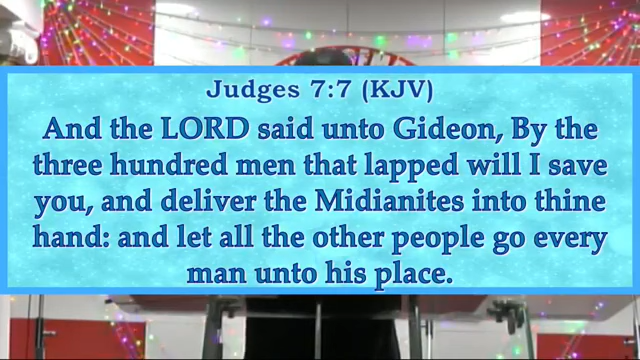 Judges 7:7 (KJV)
And the LORD said unto Gideon, By the
three hundred men that lapped will I save
you, and deliver the Midianites into thine
hand: and let all the other people go every
man unto his place.